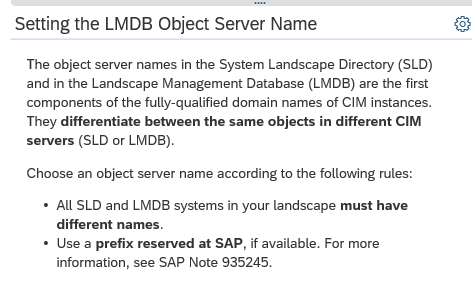 Setting the LMDB Object Server Name
The object server names in the System Landscape Directory (SLD)
and in the Landscape Management Database (LMDB) are the first
components of the fully-qualified domain names of CIM instances.
They differentiate between the same objects in different CIM
servers (SLD or LMDB).
Choose an object server name according to the following rules:
• All SLD and LMDB systems in your landscape must have
different names.
• Use a prefix reserved at SAP, if available. For more
information, see SAP Note 935245.